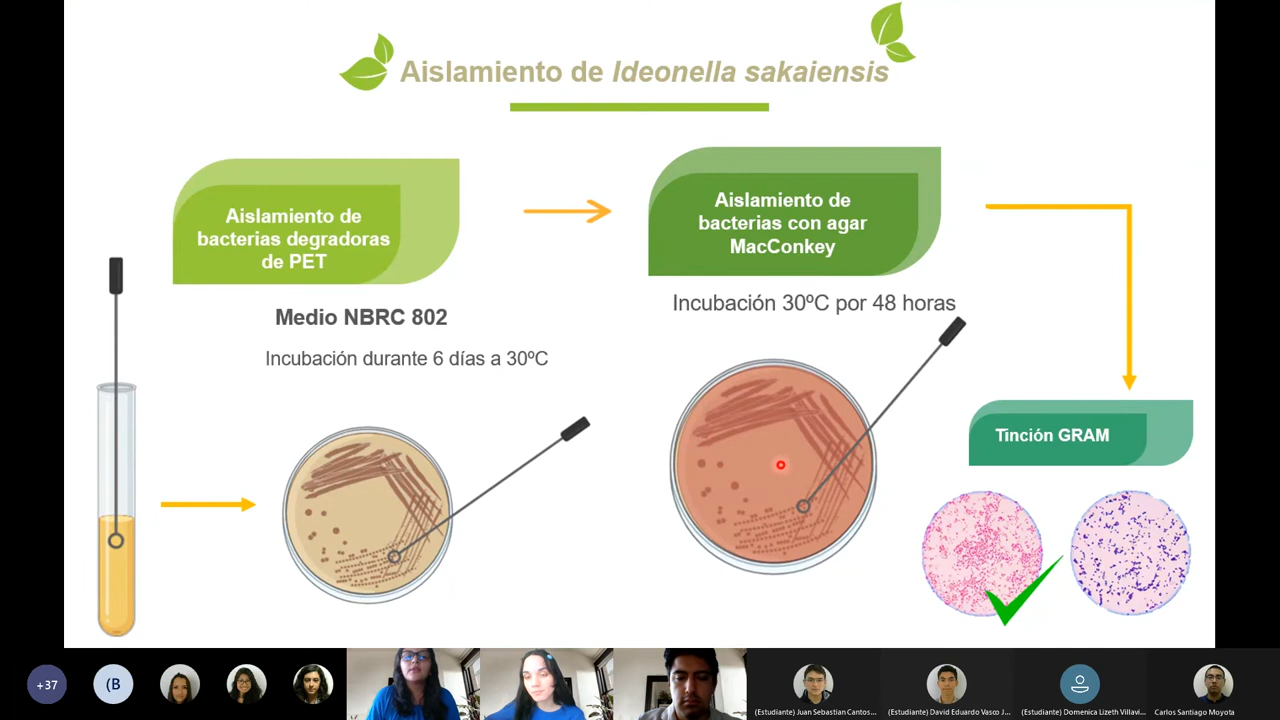 Aislamiento de Ideonella sakaiensis
Aislamiento de
bacterias degradoras
de PET
Aislamiento de
bacterias con agar
MacConkey
Medio NBRC 802
Incubación durante 6 días a 30ºC
Incubación 30ºC por 48 horas
Tinción GRAM
+37
(B
(Estudiante) Juan Sebastian Cantos...
(Estudiante) David Eduardo Vasco J...
(Estudiante) Domenica Lizeth Villavi...
Carlos Santiago Moyota